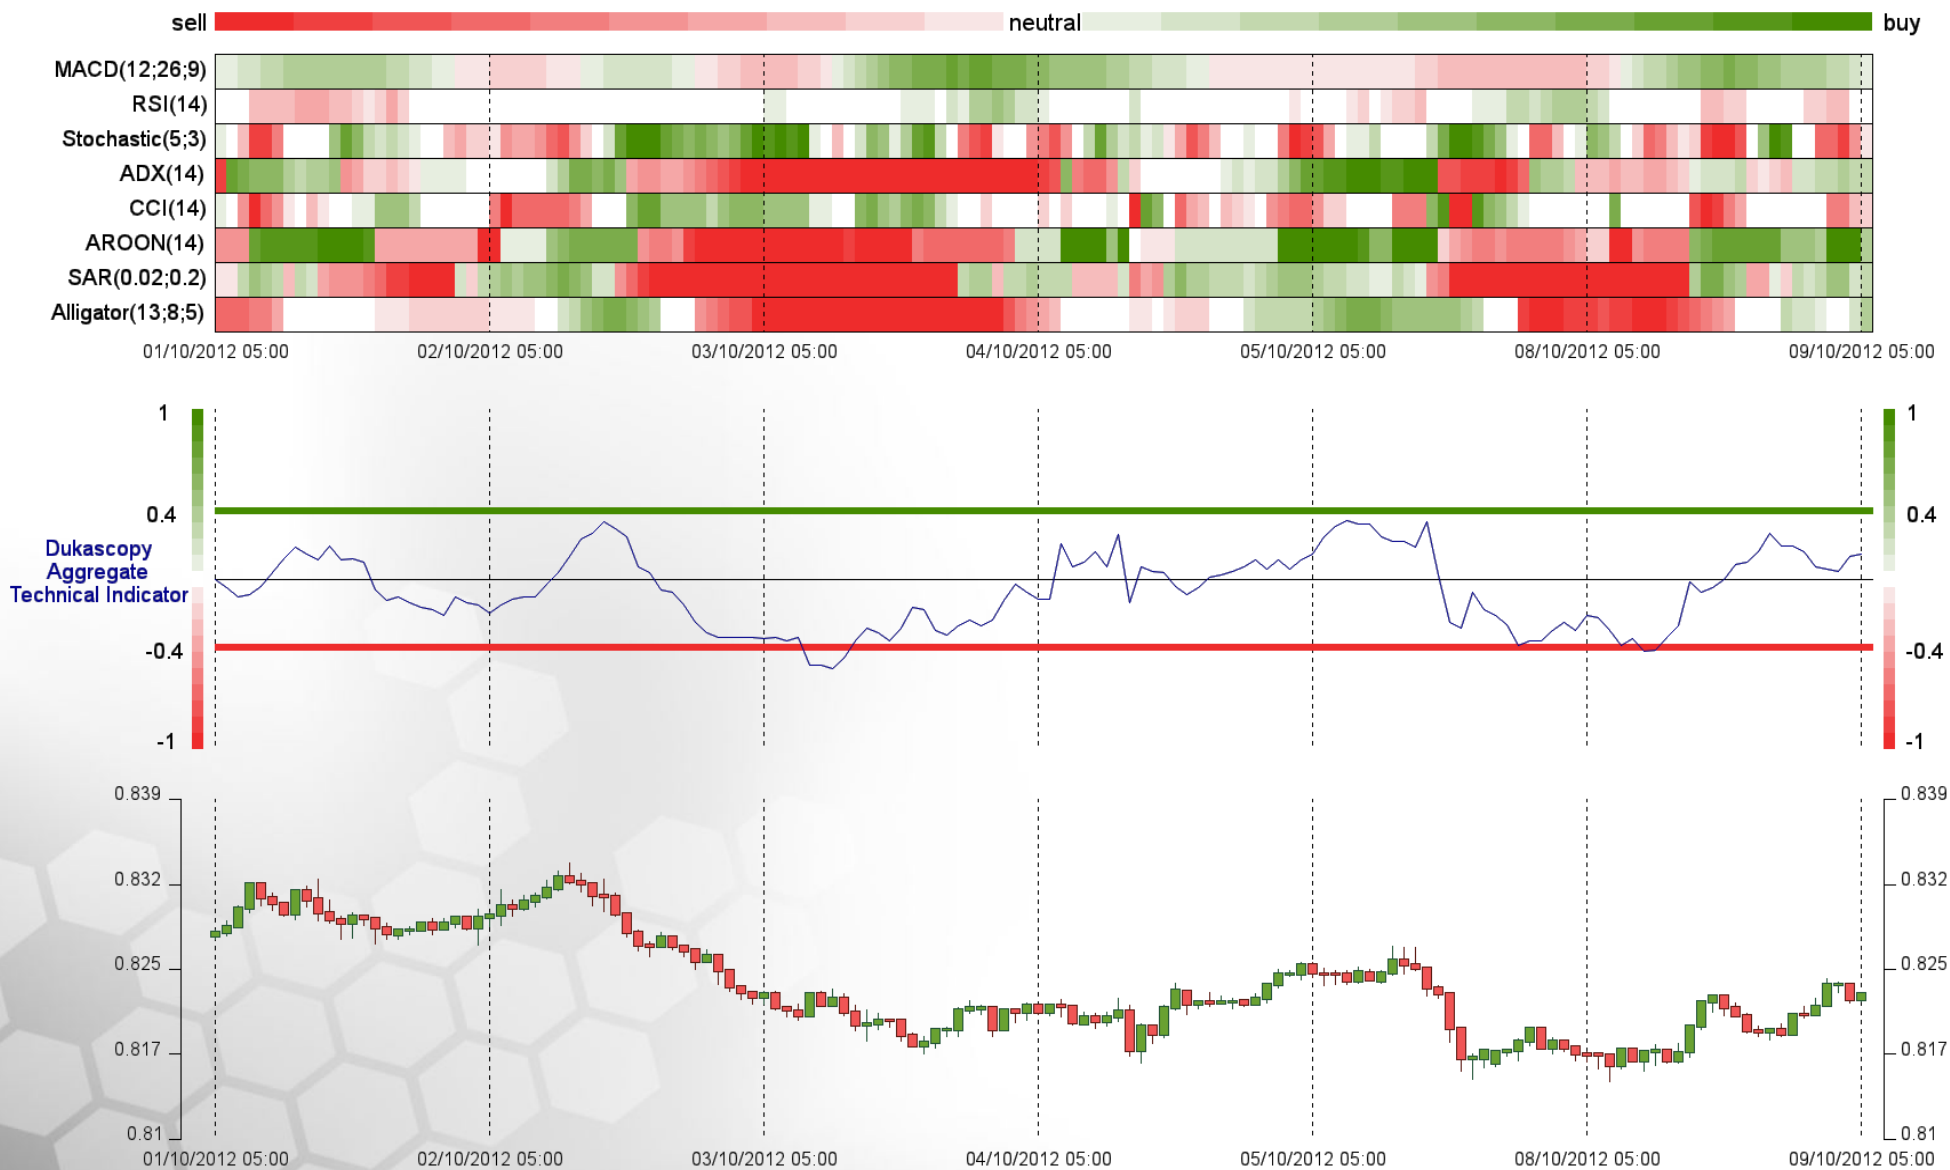 sell neutral buy
MACD(12;26;9)
RSI(14)
Stochastic(5;3)
ADX(14)
CCI(14)
AROON(14)
SAR(0.02;0.2)
Alligator(13;8;5)
01/10/2012 05:00 02/10/2012 05:00 03/10/2012 05:00 04/10/2012 05:00 05/10/2012 05:00 08/10/2012 05:00 09/10/2012 05:00
1 1
0.4 0.4
Dukascopy
Aggregate
Technical Indicator
-0.4 -0.4
-1 -1
0.839 0.839
0.832 0.832
0.825 0.825
0.817 0.817
0.81 0.81
01/10/2012 05:00 02/10/2012 05:00 03/10/2012 05:00 04/10/2012 05:00 05/10/2012 05:00 08/10/2012 05:00 09/10/2012 05:00